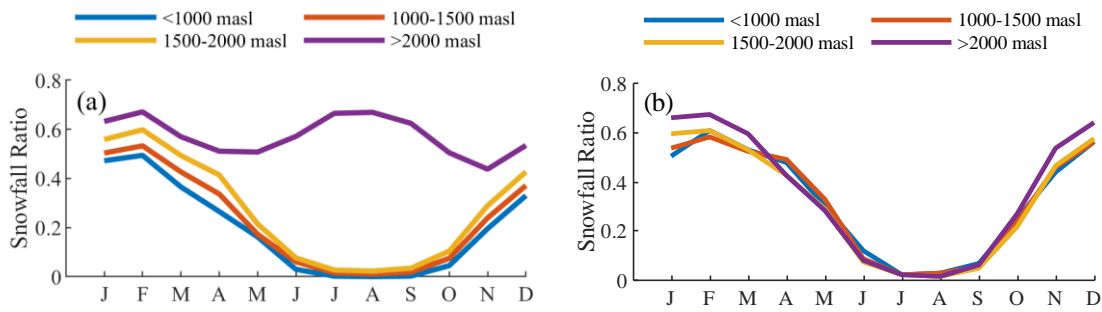 <1000 masl 1000-1500 masl
1500-2000 masl >2000 masl
(a)
Snowfall Ratio
0.8
0.6
0.4
0.2
0
J F M A M J J A S O N D
<1000 masl 1000-1500 masl
1500-2000 masl >2000 masl
(b)
Snowfall Ratio
0.8
0.6
0.4
0.2
0
J F M A M J J A S O N D